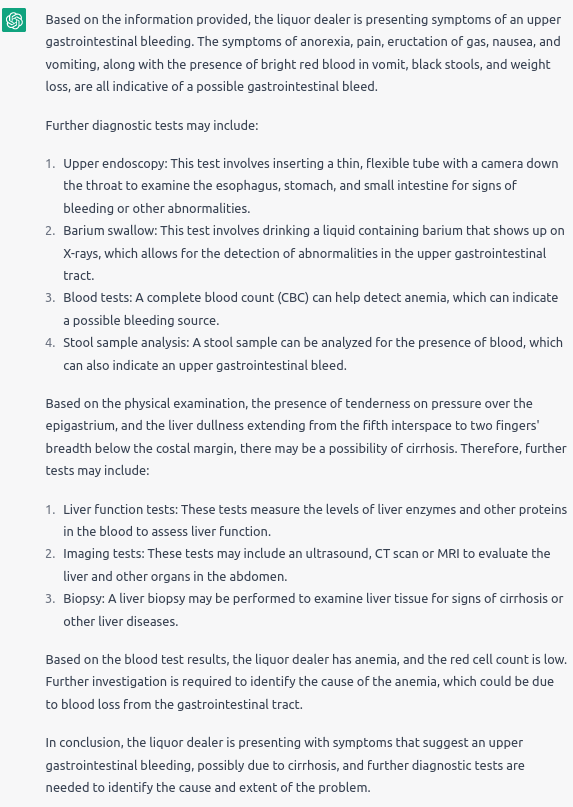 Based on the information provided, the liquor dealer is presenting symptoms of an upper
gastrointestinal bleeding. The symptoms of anorexia, pain, eructation of gas, nausea, and
vomiting, along with the presence of bright red blood in vomit, black stools, and weight
loss, are all indicative of a possible gastrointestinal bleed.
Further diagnostic tests may include:
1. Upper endoscopy: This test involves inserting a thin, flexible tube with a camera down
the throat to examine the esophagus, stomach, and small intestine for signs of
bleeding or other abnormalities.
2. Barium swallow: This test involves drinking a liquid containing barium that shows up on
X-rays, which allows for the detection of abnormalities in the upper gastrointestinal
tract.
3. Blood tests: A complete blood count (CBC) can help detect anemia, which can indicate
a possible bleeding source.
4. Stool sample analysis: A stool sample can be analyzed for the presence of blood, which
can also indicate an upper gastrointestinal bleed.
Based on the physical examination, the presence of tenderness on pressure over the
epigastrium, and the liver dullness extending from the fifth interspace to two fingers'
breadth below the costal margin, there may be a possibility of cirrhosis. Therefore, further
tests may include:
1. Liver function tests: These tests measure the levels of liver enzymes and other proteins
in the blood to assess liver function.
2. Imaging tests: These tests may include an ultrasound, CT scan or MRI to evaluate the
liver and other organs in the abdomen.
3. Biopsy: A liver biopsy may be performed to examine liver tissue for signs of cirrhosis or
other liver diseases.
Based on the blood test results, the liquor dealer has anemia, and the red cell count is low.
Further investigation is required to identify the cause of the anemia, which could be due
to blood loss from the gastrointestinal tract.
In conclusion, the liquor dealer is presenting with symptoms that suggest an upper
gastrointestinal bleeding, possibly due to cirrhosis, and further diagnostic tests are
needed to identify the cause and extent of the problem.